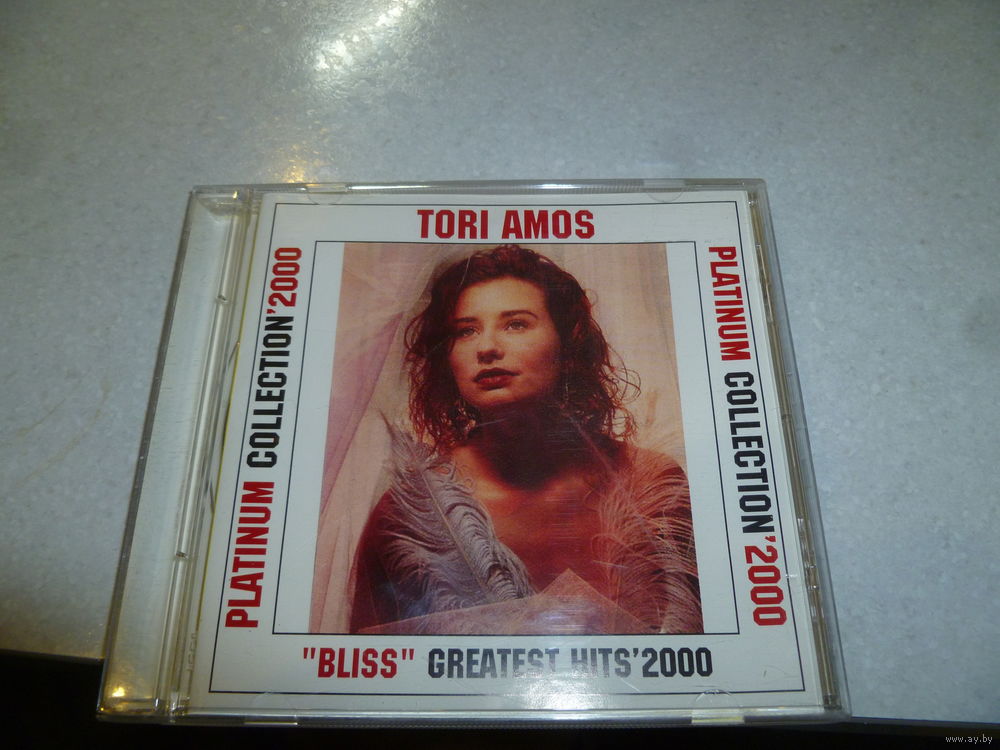 TORI AMOS
PLATINUM COLLECTION'2000
PLATINUM COLLECTION'2000
"BLISS" GREATEST HITS'2000
www.ay.by